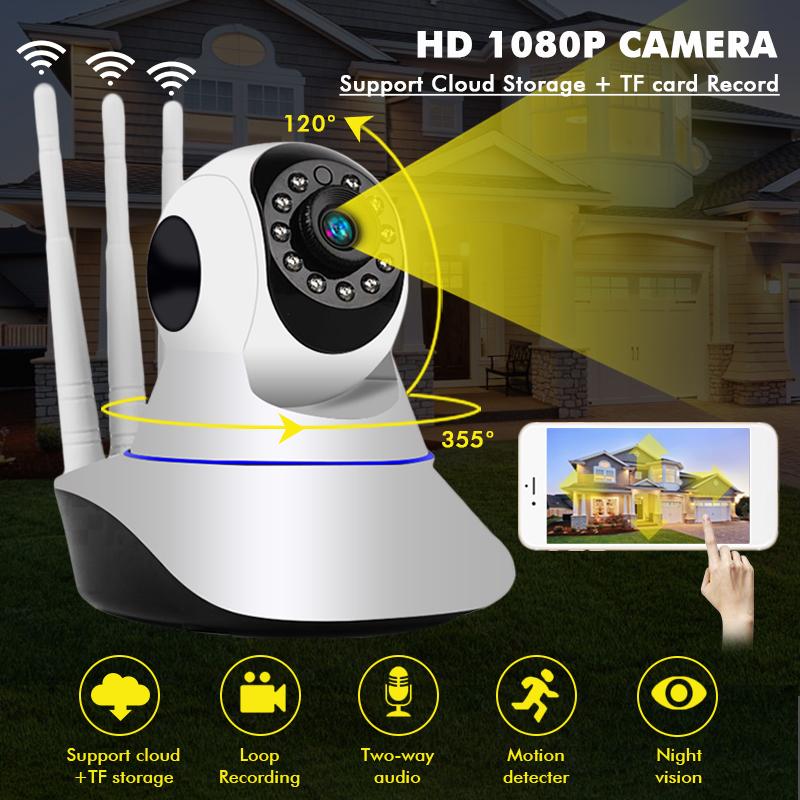 HD 1080P CAMERA
Support Cloud Storage + TF card Record
120°
355°
Support cloud
+TF storage
Loop
Recording
Two-way
audio
Motion
detecter
Night
vision